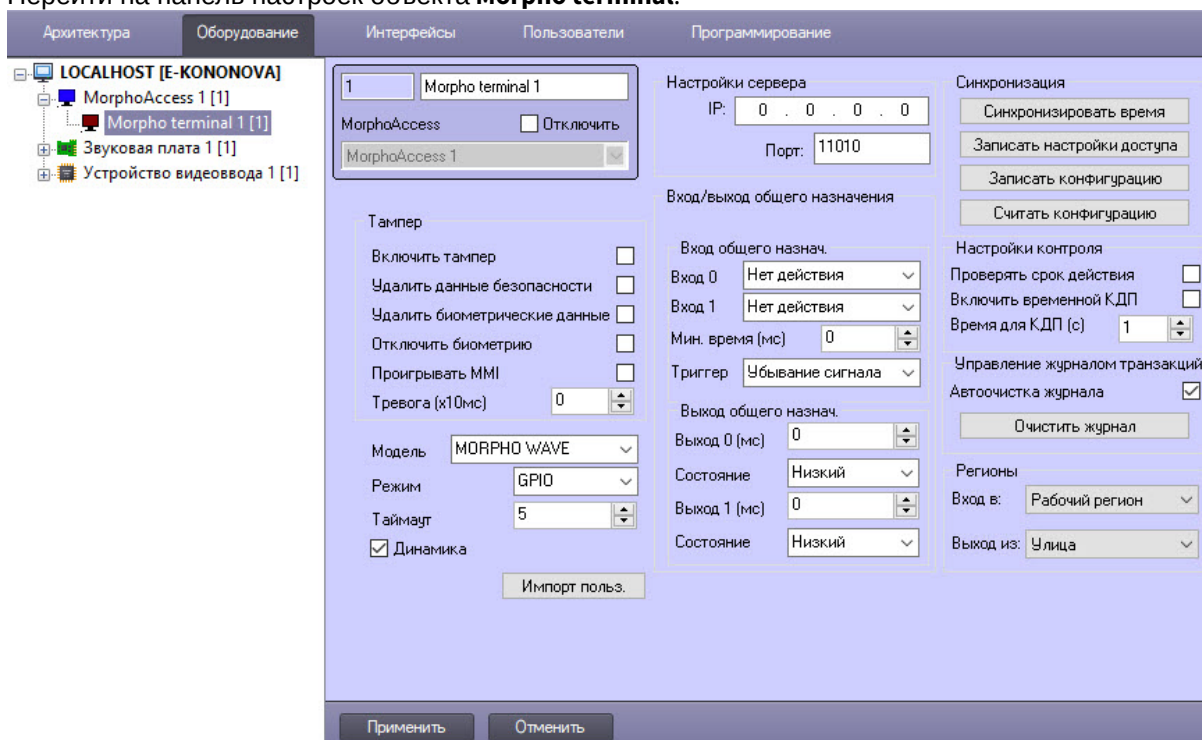 Перейти на панель настроек объекта Morpho terminal.
Архитектура Оборудование Интерфейсы Пользователи Программирование
LOCALHOST [E-KONONOVA]
MorphoAccess 1 [1]
Morpho terminal 1 [1]
Звуковая плата 1 [1]
Устройство видеоввода 1 [1]
1 Morpho terminal 1
MorphoAccess Отключить
MorphoAccess 1
Тампер
Включить тампер
Удалить данные безопасности
Удалить биометрические данные
Отключить биометрию
Проигрывать MMI
Тревога (x10мс) 0
Модель MORPHO WAVE
Режим GPIO
Таймаут 5
Динамика
Импорт польз.
Настройки сервера
IP: 0 . 0 . 0 . 0
Порт: 11010
Вход/выход общего назначения
Вход общего назнач.
Вход 0 Нет действия
Вход 1 Нет действия
Мин. время (мс) 0
Триггер Убывание сигнала
Выход общего назнач.
Выход 0 (мс) 0
Состояние Низкий
Выход 1 (мс) 0
Состояние Низкий
Синхронизация
Синхронизировать время
Записать настройки доступа
Записать конфигурацию
Считать конфигурацию
Настройки контроля
Проверять срок действия
Включить временной КДП
Время для КДП (с) 1
Управление журналом транзакций
Автоочистка журнала
Очистить журнал
Регионы
Вход в: Рабочий регион
Выход из: Улица
Применить Отменить